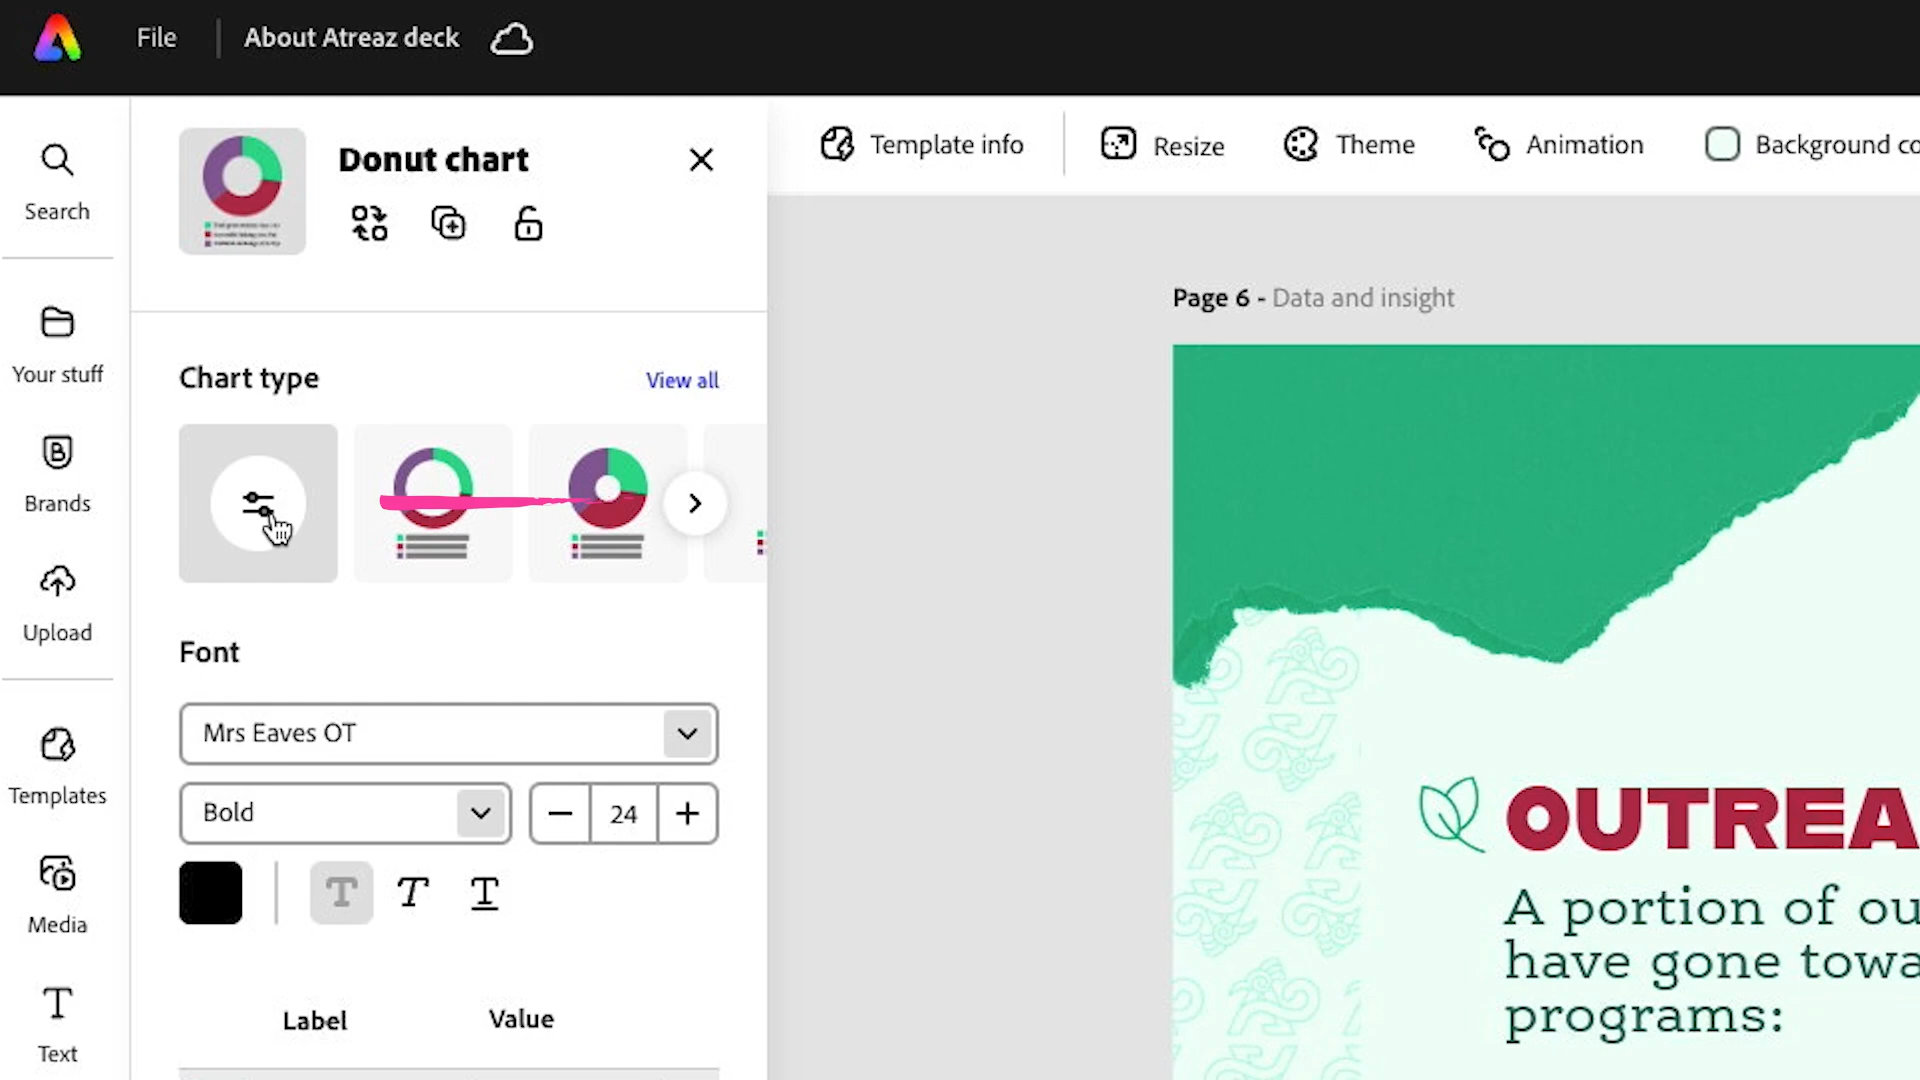 File
About Atreaz deck
Search
Your stuff
Brands
Upload
Templates
Media
Text
Donut chart
Chart type
View all
Font
Mrs Eaves OT
Bold
24
Label
Value
Template info
Resize
Theme
Animation
Background co
Page 6 - Data and insight
OUTREA
A portion of ou
have gone towa
programs: